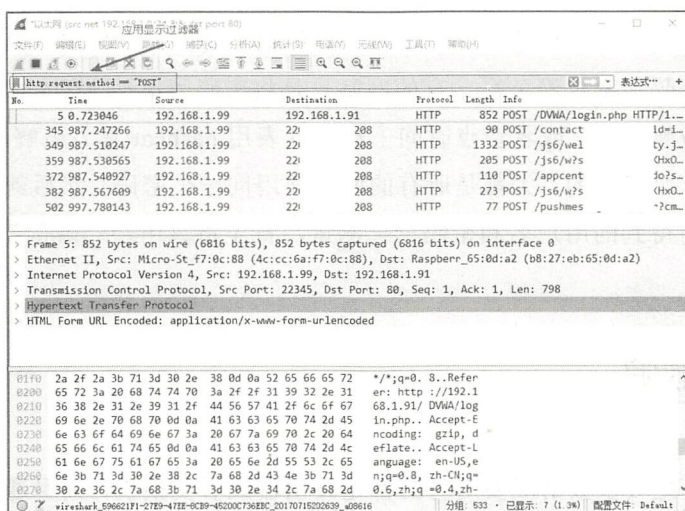 "以太网 (src net 192.168.1. port 80)
应用显示过滤器
文件(F) 编辑(E) 视图(V) 捕获(C) 分析(A) 统计(S) 电话(Y) 无线(W) 工具(T) 帮助(H)
http.request.method == "POST" 表达式… +
No. Time Source Destination Protocol Length Info
5 0.723046 192.168.1.99 192.168.1.91 HTTP 852 POST /DVWA/login.php HTTP/1.…
345 987.247266 192.168.1.99 22 208 HTTP 90 POST /contact id=i…
349 987.510247 192.168.1.99 22 208 HTTP 1332 POST /js6/wel ty.j…
359 987.530565 192.168.1.99 22 208 HTTP 205 POST /js6/w?s (HxO…
372 987.540927 192.168.1.99 22 208 HTTP 110 POST /appcent do?s…
382 987.567609 192.168.1.99 22 208 HTTP 273 POST /js6/w?s (HxO…
502 997.780143 192.168.1.99 22 208 HTTP 77 POST /pushmes -?cm…
> Frame 5: 852 bytes on wire (6816 bits), 852 bytes captured (6816 bits) on interface 0
> Ethernet II, Src: Micro-St_f7:0c:88 (4c:cc:6a:f7:0c:88), Dst: Raspberr_65:0d:a2 (b8:27:eb:65:0d:a2)
> Internet Protocol Version 4, Src: 192.168.1.99, Dst: 192.168.1.91
> Transmission Control Protocol, Src Port: 22345, Dst Port: 80, Seq: 1, Ack: 1, Len: 798
> Hypertext Transfer Protocol
> HTML Form URL Encoded: application/x-www-form-urlencoded
01f0 2a 2f 2a 3b 71 3d 30 2e 38 0d 0a 52 65 66 65 72 */*;q=0. 8..Refer
0200 65 72 3a 20 68 74 74 70 3a 2f 2f 31 39 32 2e 31 er: http ://192.1
0210 36 38 2e 31 2e 39 31 2f 44 56 57 41 2f 6c 6f 67 68.1.91/ DVWA/log
0220 69 6e 2e 70 68 70 0d 0a 41 63 63 65 70 74 2d 45 in.php.. Accept-E
0230 6e 63 6f 64 69 6e 67 3a 20 67 7a 69 70 2c 20 64 ncoding: gzip, d
0240 65 66 6c 61 74 65 0d 0a 41 63 63 65 70 74 2d 4c eflate.. Accept-L
0250 61 6e 67 75 61 67 65 3a 20 65 6e 2d 55 53 2c 65 anguage: en-US,e
0260 6e 3b 71 3d 30 2e 38 2c 7a 68 2d 43 4e 3b 71 3d n;q=0.8, zh-CN;q=
0270 30 2e 36 2c 7a 68 3b 71 3d 30 2e 34 2c 7a 68 2d 0.6,zh;q =0.4,zh-
wireshark_596621F1-27E9-47EE-8CB9-45200C736EBC_20170715202639_a08616 分组: 533 · 已显示: 7 (1.3%) 配置文件: Default